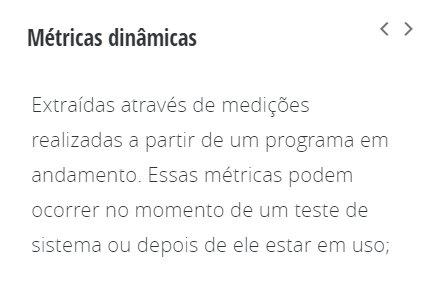 Métricas dinâmicas
Extraídas através de medições
realizadas a partir de um programa em
andamento. Essas métricas podem
ocorrer no momento de um teste de
sistema ou depois de ele estar em uso;